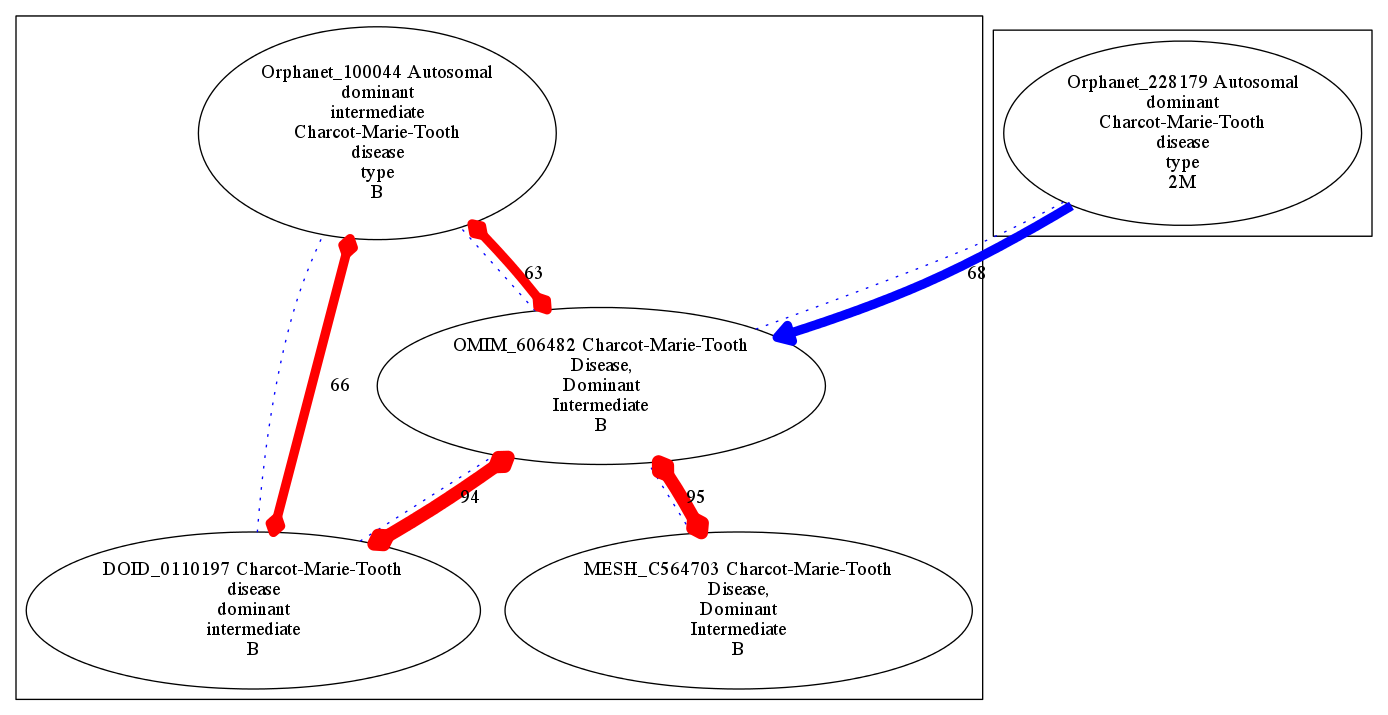 Orphanet_100044 Autosomal
dominant
intermediate
Charcot-Marie-Tooth
disease
type
B
Orphanet_228179 Autosomal
dominant
Charcot-Marie-Tooth
disease
type
2M
63
68
OMIM_606482 Charcot-Marie-Tooth
Disease,
Dominant
Intermediate
B
66
94
95
DOID_0110197 Charcot-Marie-Tooth
disease
dominant
intermediate
B
MESH_C564703 Charcot-Marie-Tooth
Disease,
Dominant
Intermediate
B